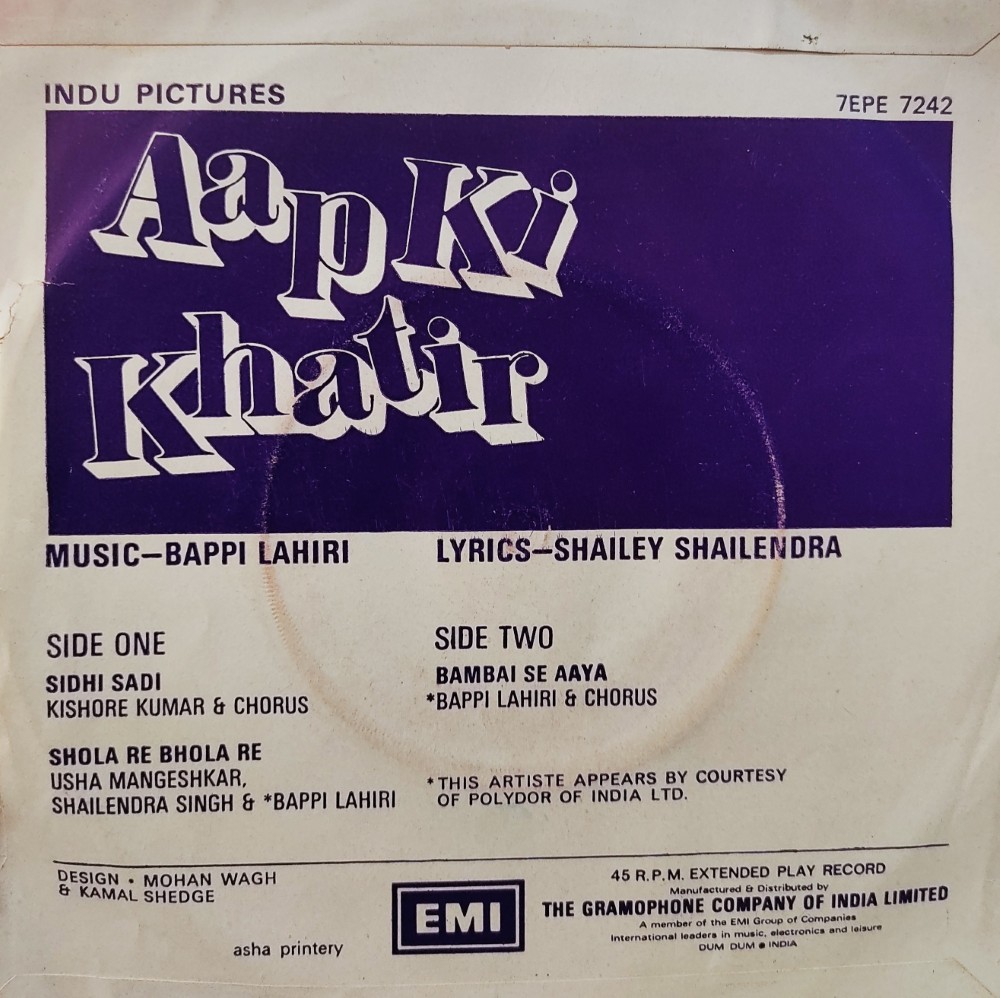 INDU PICTURES
7EPE 7242
Aap Ki
Khatir
MUSIC—BAPPI LAHIRI
LYRICS—SHAILEY SHAILENDRA
SIDE ONE
SIDHI SADI
KISHORE KUMAR & CHORUS
SHOLA RE BHOLA RE
USHA MANGESHKAR,
SHAILENDRA SINGH & *BAPPI LAHIRI
SIDE TWO
BAMBAI SE AAYA
*BAPPI LAHIRI & CHORUS
*THIS ARTISTE APPEARS BY COURTESY
OF POLYDOR OF INDIA LTD.
DESIGN • MOHAN WAGH
& KAMAL SHEDGE
asha printery
EMI
45 R.P.M. EXTENDED PLAY RECORD
Manufactured & Distributed by
THE GRAMOPHONE COMPANY OF INDIA LIMITED
A member of the EMI Group of Companies
International leaders in music, electronics and leisure
DUM DUM ● INDIA